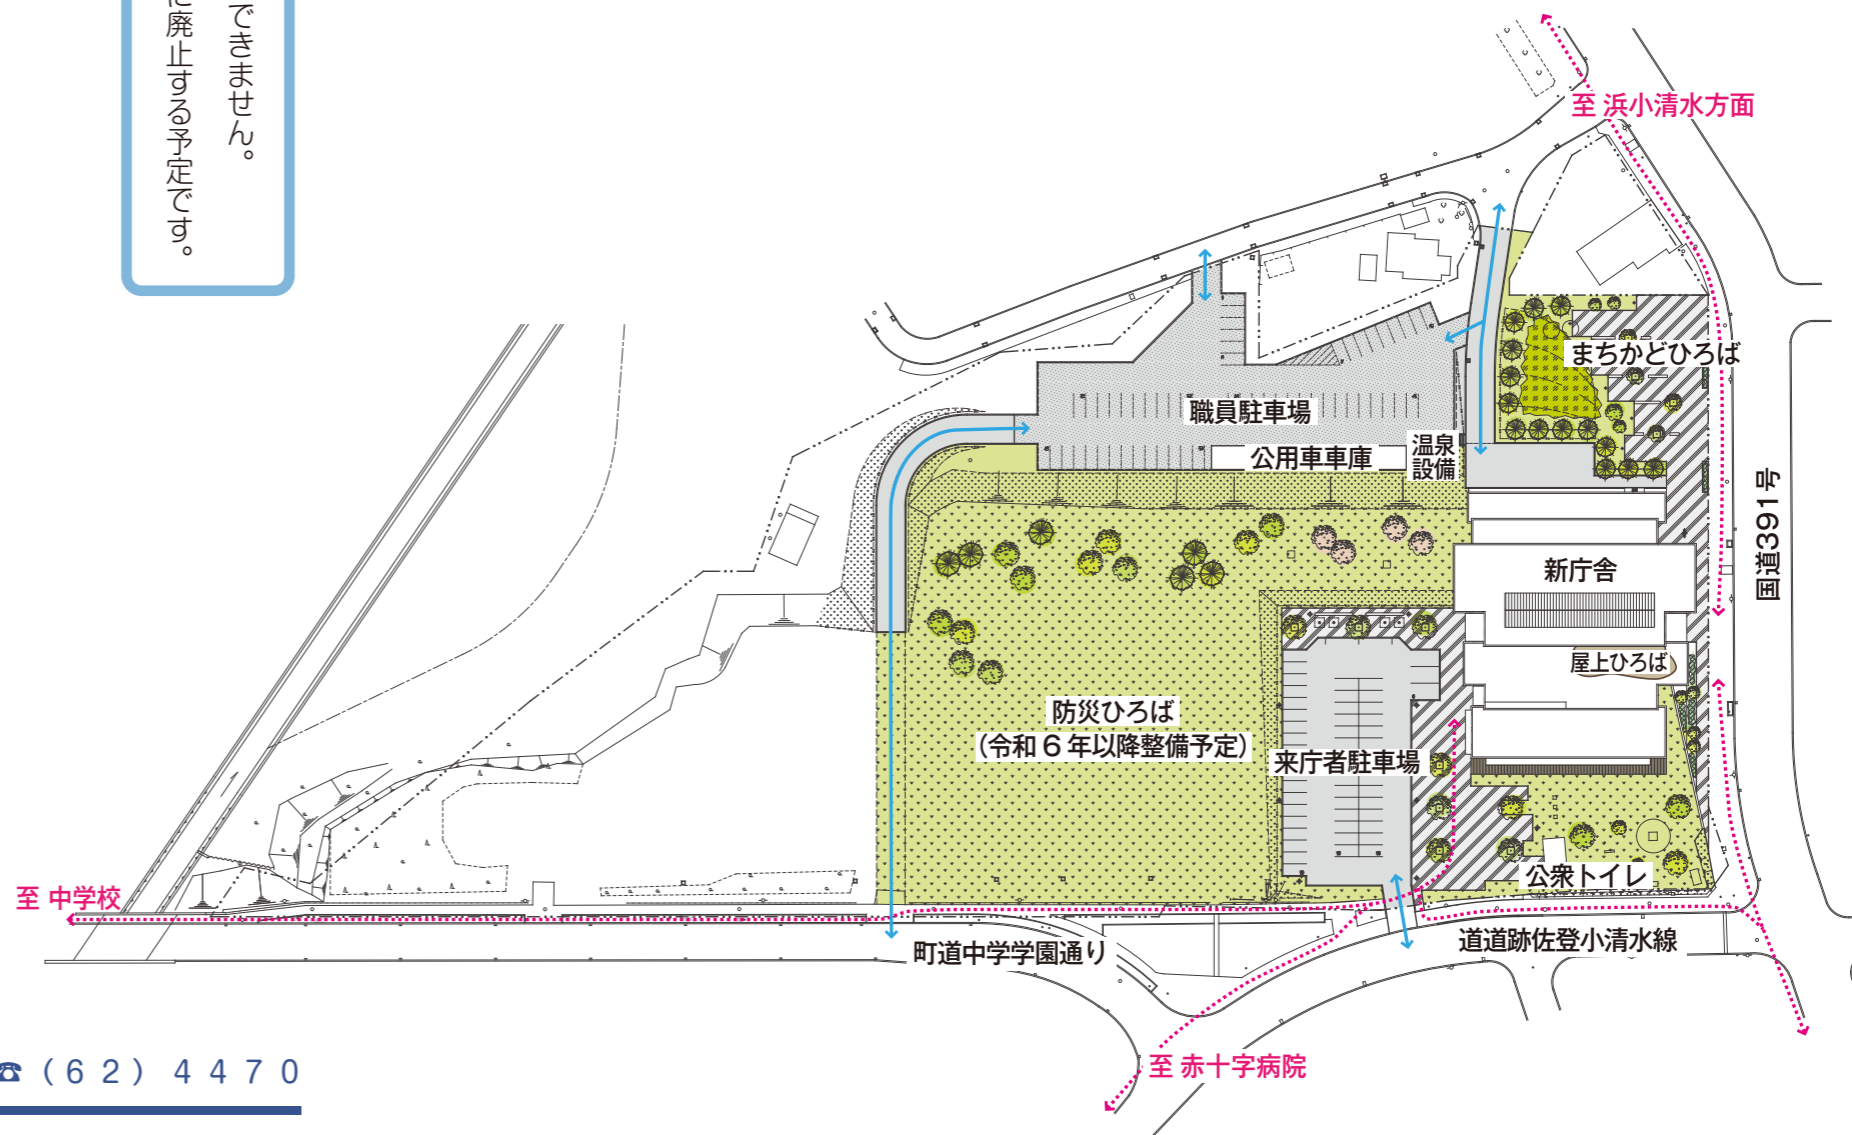 できません。
に廃止する予定です。
至 浜小清水方面
まちかどひろば
職員駐車場
公用車車庫
温泉
設備
国道391号
新庁舎
屋上ひろば
防災ひろば
(令和6年以降整備予定)
来庁者駐車場
公衆トイレ
至 中学校
町道中学学園通り
道道跡佐登小清水線
至 赤十字病院
☎(62)4470